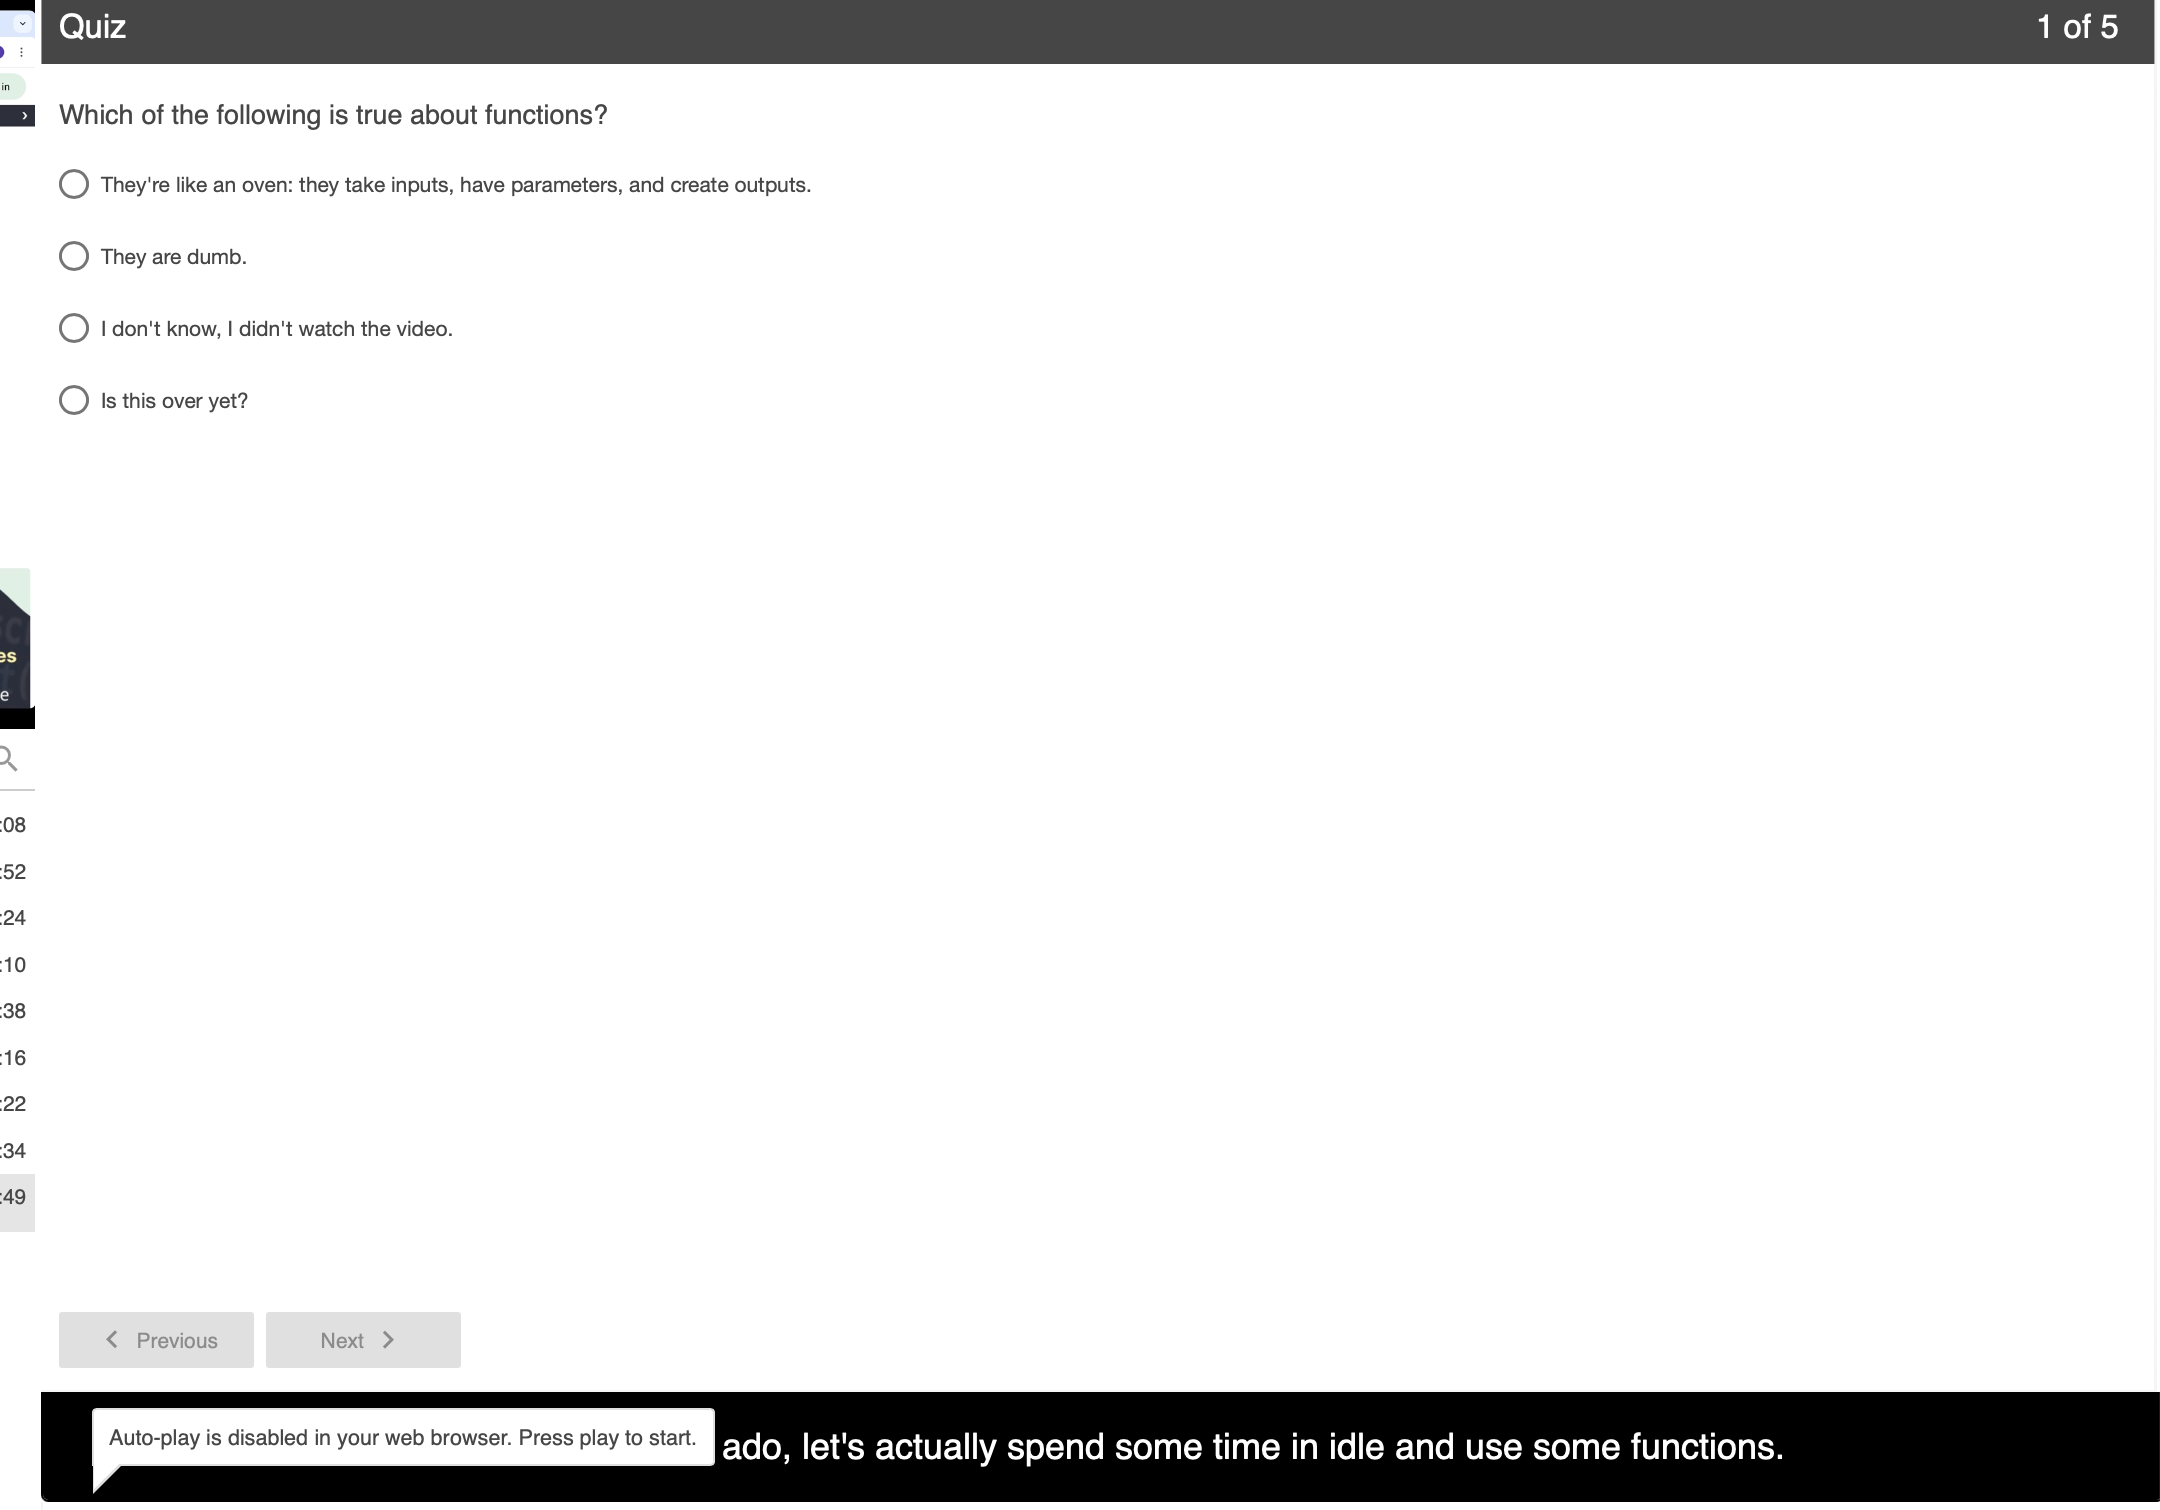 Quiz
1 of 5
in
Which of the following is true about functions?
They're like an oven: they take inputs, have parameters, and create outputs.
They are dumb.
I don't know, I didn't watch the video.
Is this over yet?
es
e
:08
:52
:24
:10
:38
:16
:22
:34
:49
Previous
Next
Auto-play is disabled in your web browser. Press play to start.
ado, let's actually spend some time in idle and use some functions.